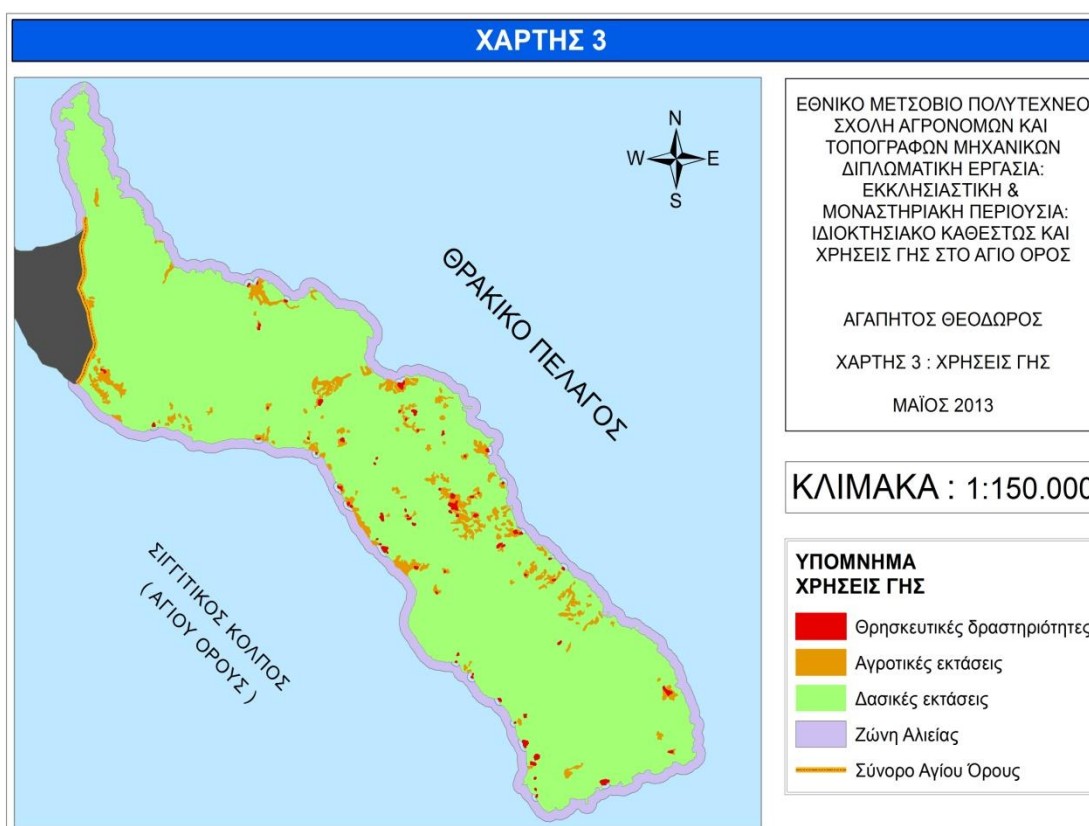 ΧΑΡΤΗΣ 3
N
W
E
S
ΘΡΑΚΙΚΟ ΠΕΛΑΓΟΣ
ΣΙΓΓΙΤΙΚΟΣ ΚΟΛΠΟΣ
( ΑΓΙΟΥ ΟΡΟΥΣ )
ΕΘΝΙΚΟ ΜΕΤΣΟΒΙΟ ΠΟΛΥΤΕΧΝΕΟ
ΣΧΟΛΗ ΑΓΡΟΝΟΜΩΝ ΚΑΙ
ΤΟΠΟΓΡΑΦΩΝ ΜΗΧΑΝΙΚΩΝ
ΔΙΠΛΩΜΑΤΙΚΗ ΕΡΓΑΣΙΑ:
ΕΚΚΛΗΣΙΑΣΤΙΚΗ &
ΜΟΝΑΣΤΗΡΙΑΚΗ ΠΕΡΙΟΥΣΙΑ:
ΙΔΙΟΚΤΗΣΙΑΚΟ ΚΑΘΕΣΤΩΣ ΚΑΙ
ΧΡΗΣΕΙΣ ΓΗΣ ΣΤΟ ΑΓΙΟ ΟΡΟΣ
ΑΓΑΠΗΤΟΣ ΘΕΟΔΩΡΟΣ
ΧΑΡΤΗΣ 3 : ΧΡΗΣΕΙΣ ΓΗΣ
ΜΑΪΟΣ 2013
ΚΛΙΜΑΚΑ : 1:150.000
ΥΠΟΜΝΗΜΑ
ΧΡΗΣΕΙΣ ΓΗΣ
Θρησκευτικές δραστηριότητες
Αγροτικές εκτάσεις
Δασικές εκτάσεις
Ζώνη Αλιείας
Σύνορο Αγίου Όρους